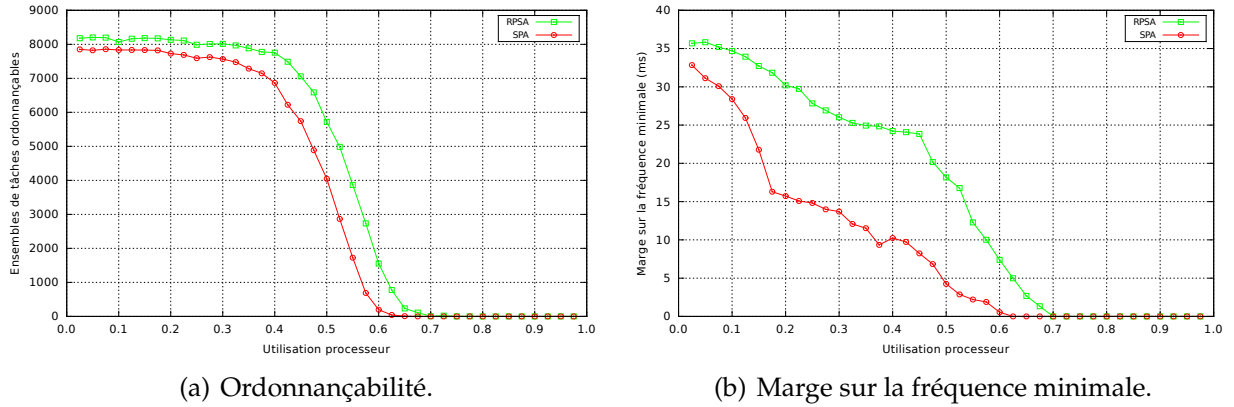 RPSA
SPA
Ensembles de tâches ordonnançables
9000
8000
7000
6000
5000
4000
3000
2000
1000
0
0.0 0.1 0.2 0.3 0.4 0.5 0.6 0.7 0.8 0.9 1.0
Utilisation processeur
(a) Ordonnançabilité.
RPSA
SPA
Marge sur la fréquence minimale (ms)
40
35
30
25
20
15
10
5
0
0.0 0.1 0.2 0.3 0.4 0.5 0.6 0.7 0.8 0.9 1.0
Utilisation processeur
(b) Marge sur la fréquence minimale.